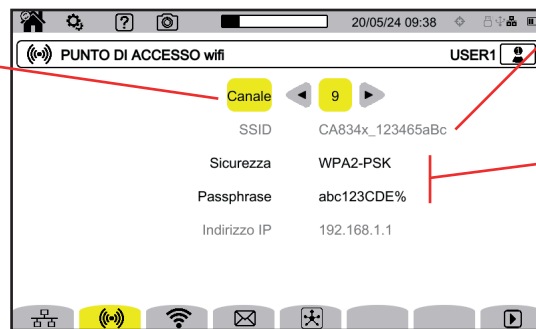 20/05/24 09:38
PUNTO DI ACCESSO wifi USER1
Canale 9
SSID CA834x_123465aBc
Sicurezza WPA2-PSK
Passphrase abc123CDE%
Indirizzo IP 192.168.1.1